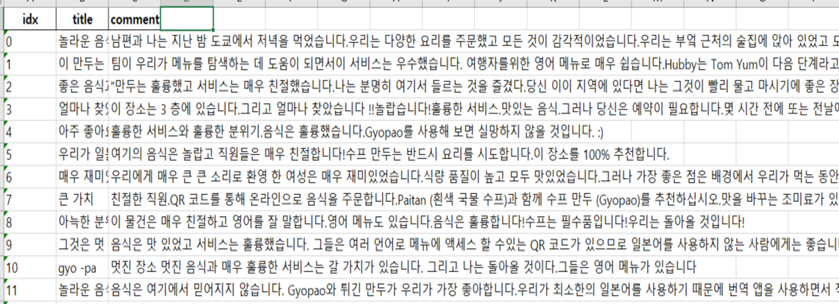 idx title comment
0 놀라운 음식 남편과 나는 지난 밤 도쿄에서 저녁을 먹었습니다.우리는 다양한 요리를 주문했고 모든 것이 감각적이었습니다.우리는 부엌 근처의 술집에 앉아 있었고 모
1 이 만두는 팀이 우리가 메뉴를 탐색하는 데 도움이 되면서이 서비스는 우수했습니다. 여행자를위한 영어 메뉴로 매우 쉽습니다.Hubby는 Tom Yum이 다음 단계라고
2 좋은 음식과 "만두는 훌륭했고 서비스는 매우 친절했습니다.나는 분명히 여기서 들르는 것을 즐겼다.당신 이이 지역에 있다면 나는 그것이 빨리 물고 마시기에 좋은 장
3 얼마나 찾았 이 장소는 3 층에 있습니다.그리고 얼마나 찾았습니다 !!놀랍습니다!훌륭한 서비스.맛있는 음식.그러나 당신은 예약이 필요합니다.몇 시간 전에 또는 전날
4 아주 좋아 훌륭한 서비스와 훌륭한 분위기.음식은 훌륭했습니다.Gyopao를 사용해 보면 실망하지 않을 것입니다. :)
5 우리가 일본 여기의 음식은 놀랍고 직원들은 매우 친절합니다!수프 만두는 반드시 요리를 시도합니다.이 장소를 100% 추천합니다.
6 매우 재미있 우리에게 매우 큰 큰 소리로 환영 한 여성은 매우 재미있었습니다.식량 품질이 높고 모두 맛있었습니다.그러나 가장 좋은 점은 배경에서 우리가 먹는 동안
7 큰 가치 친절한 직원.QR 코드를 통해 온라인으로 음식을 주문합니다.Paitan (흰색 국물 수프)과 함께 수프 만두 (Gyopao)를 추천하십시오.맛을 바꾸는 조미료가 있
8 아늑한 분위 이 물건은 매우 친절하고 영어를 잘 말합니다.영어 메뉴도 있습니다.음식은 훌륭합니다!수프는 필수품입니다!우리는 돌아올 것입니다!
9 그것은 멋 음식은 맛 있었고 서비스는 훌륭했습니다. 그들은 여러 언어로 메뉴에 액세스 할 수있는 QR 코드가 있으므로 일본어를 사용하지 않는 사람에게는 좋습니
10 gyo -pa 멋진 장소 멋진 음식과 매우 훌륭한 서비스는 갈 가치가 있습니다. 그리고 나는 돌아올 것이다.그들은 영어 메뉴가 있습니다
11 놀라운 음식 음식은 여기에서 믿어지지 않습니다. Gyopao와 튀긴 만두가 우리가 가장 좋아합니다.우리가 최소한의 일본어를 사용하기 때문에 번역 앱을 사용하면서